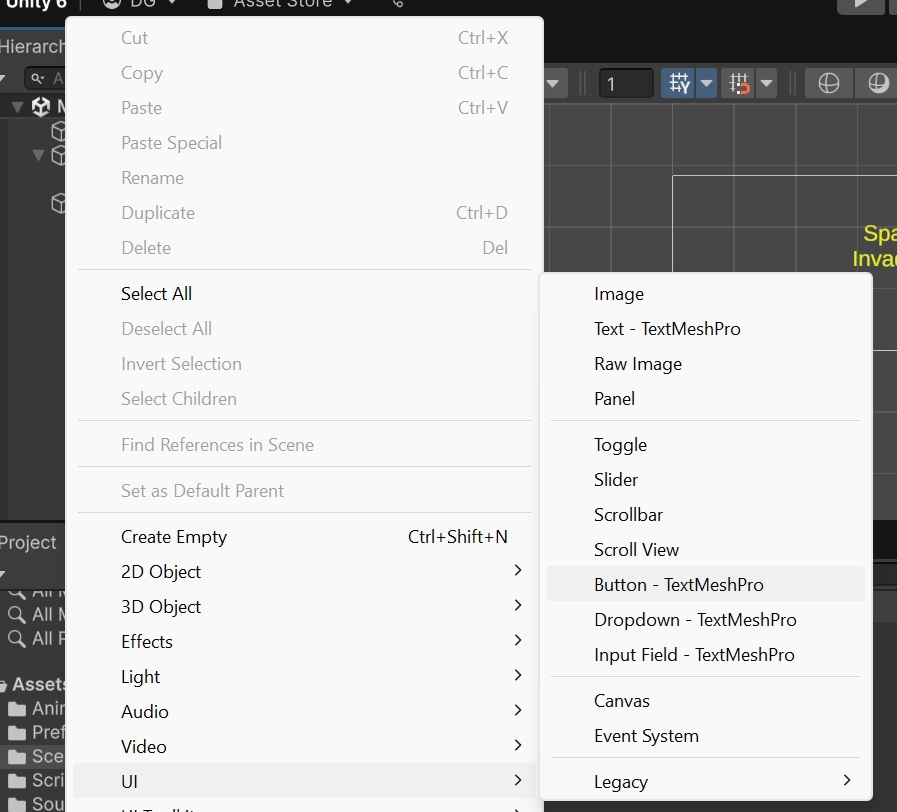 Unity 6
DG
Asset Store
Hierarch
Cut Ctrl+X
Copy Ctrl+C
Paste Ctrl+V
Paste Special
Rename
Duplicate Ctrl+D
Delete Del
Select All
Deselect All
Invert Selection
Select Children
Find References in Scene
Set as Default Parent
Create Empty Ctrl+Shift+N
2D Object
3D Object
Effects
Light
Audio
Video
UI
1
Spa
Inva
Image
Text - TextMeshPro
Raw Image
Panel
Toggle
Slider
Scrollbar
Scroll View
Button - TextMeshPro
Dropdown - TextMeshPro
Input Field - TextMeshPro
Canvas
Event System
Legacy
Project
All M
All P
Assets
Anir
Pref
Sce
Scri
Sou